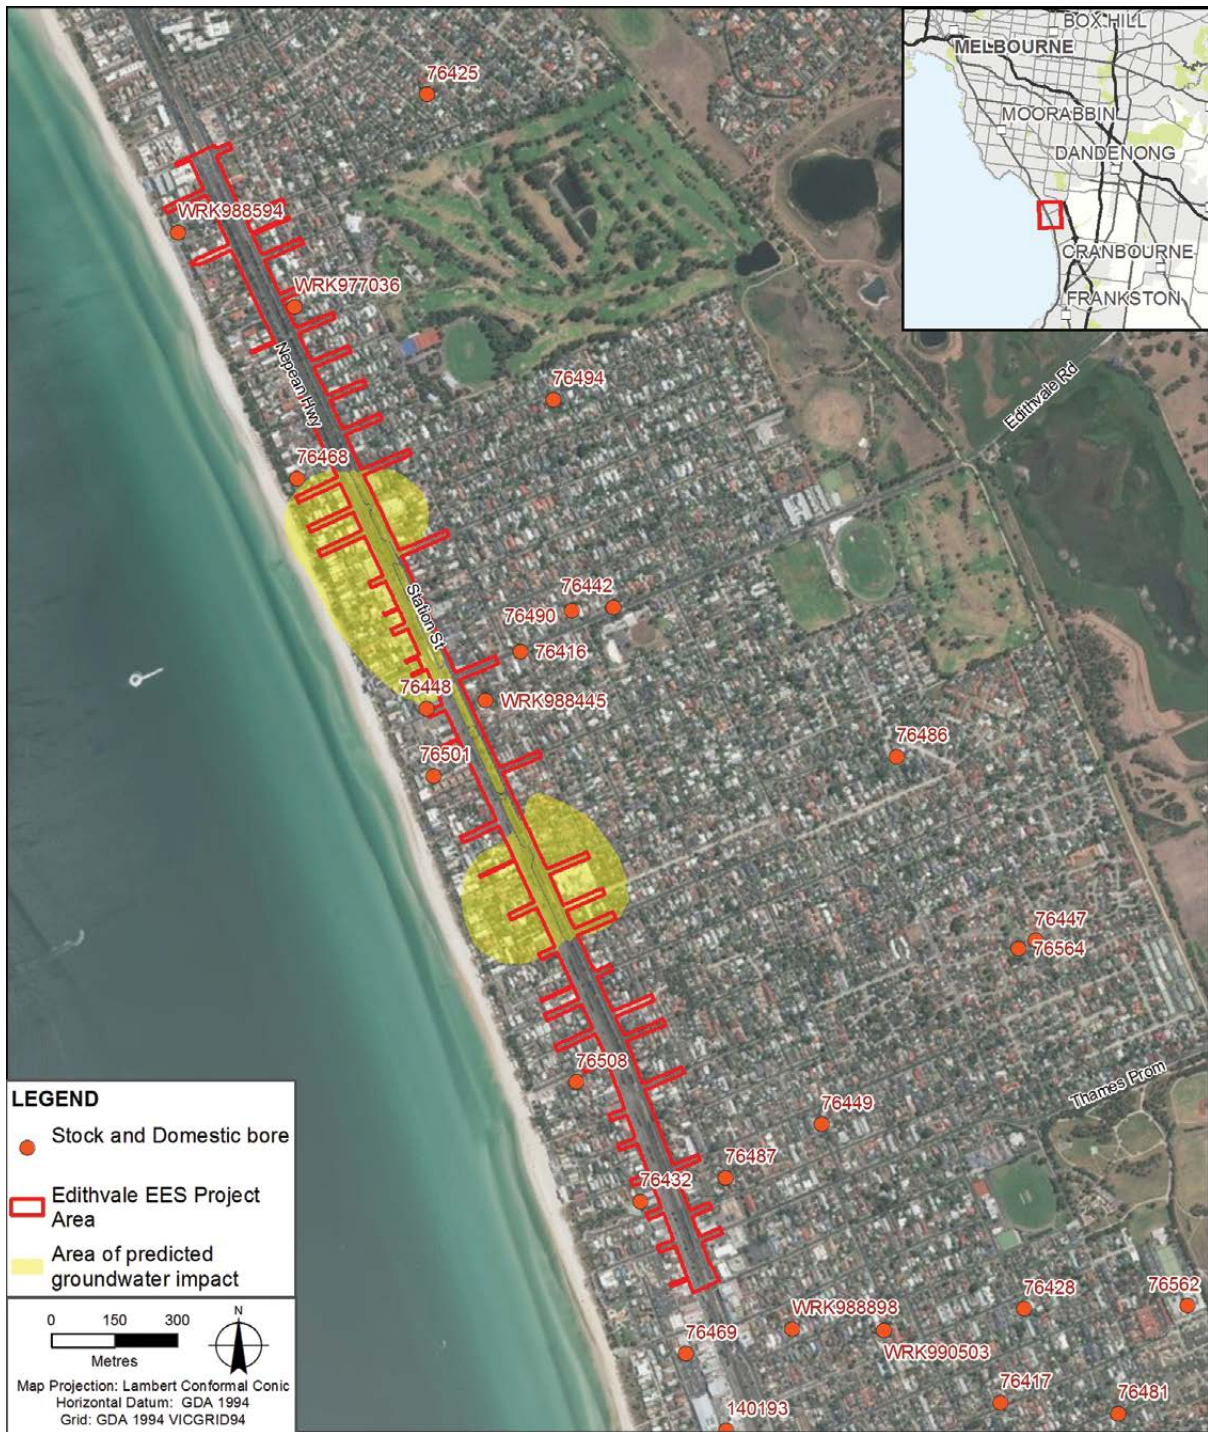 BOX HILL
MELBOURNE
MOORABBIN
DANDENONG
CRANBOURNE
FRANKSTON
76425
WRK988594
WRK977036
Nepean Hwy
76494
Edithvale Rd
76468
Station St
76442
76490
76416
76448
WRK988445
76501
76486
76447
76564
76508
Thames Prom
76449
76487
76432
76428
76562
WRK988898
76469
WRK990503
76417
76481
140193
LEGEND
Stock and Domestic bore
Edithvale EES Project
Area
Area of predicted
groundwater impact
0 150 300
Metres
N
Map Projection: Lambert Conformal Conic
Horizontal Datum: GDA 1994
Grid: GDA 1994 VICGRID94